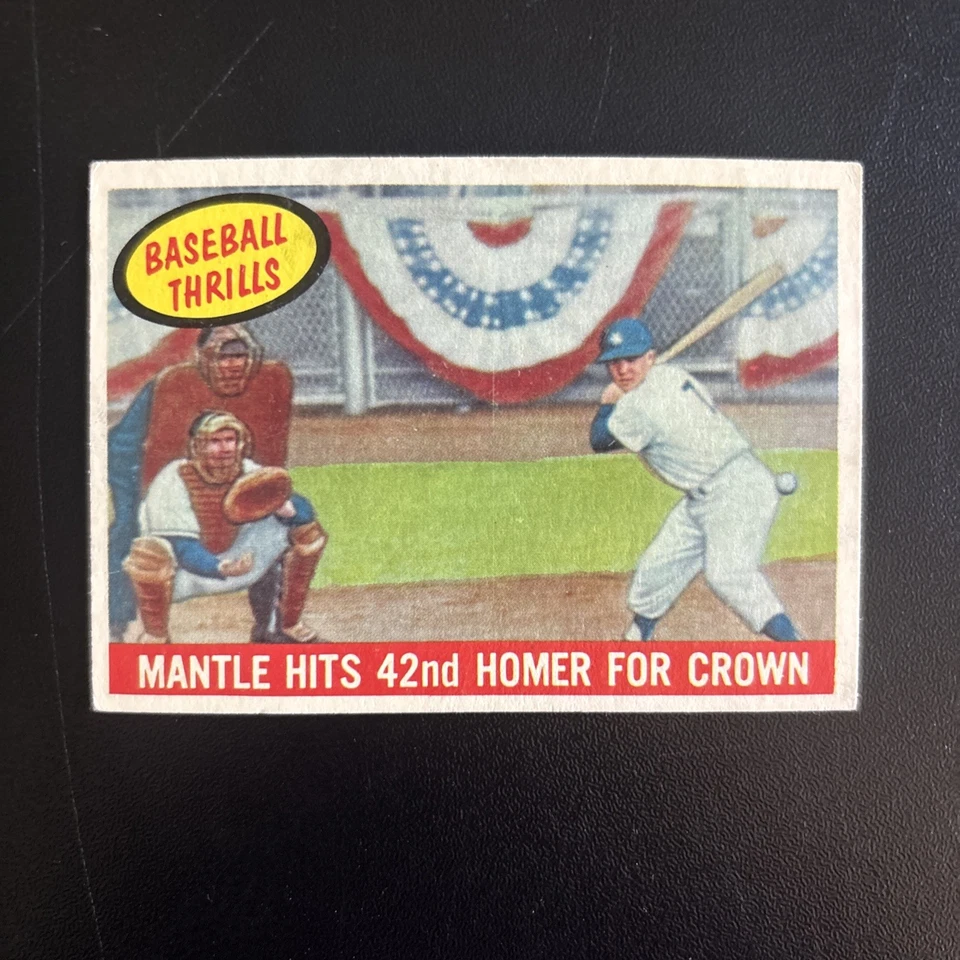 BASEBALL
THRILLS
MANTLE HITS 42nd HOMER FOR CROWN